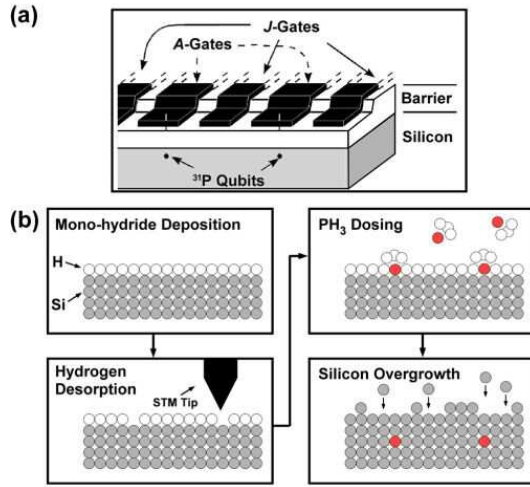 (a)
J-Gates
A-Gates
Barrier
Silicon
³¹P Qubits
(b)
Mono-hydride Deposition
H
Si
Hydrogen
Desorption
STM Tip
PH₃ Dosing
Silicon Overgrowth